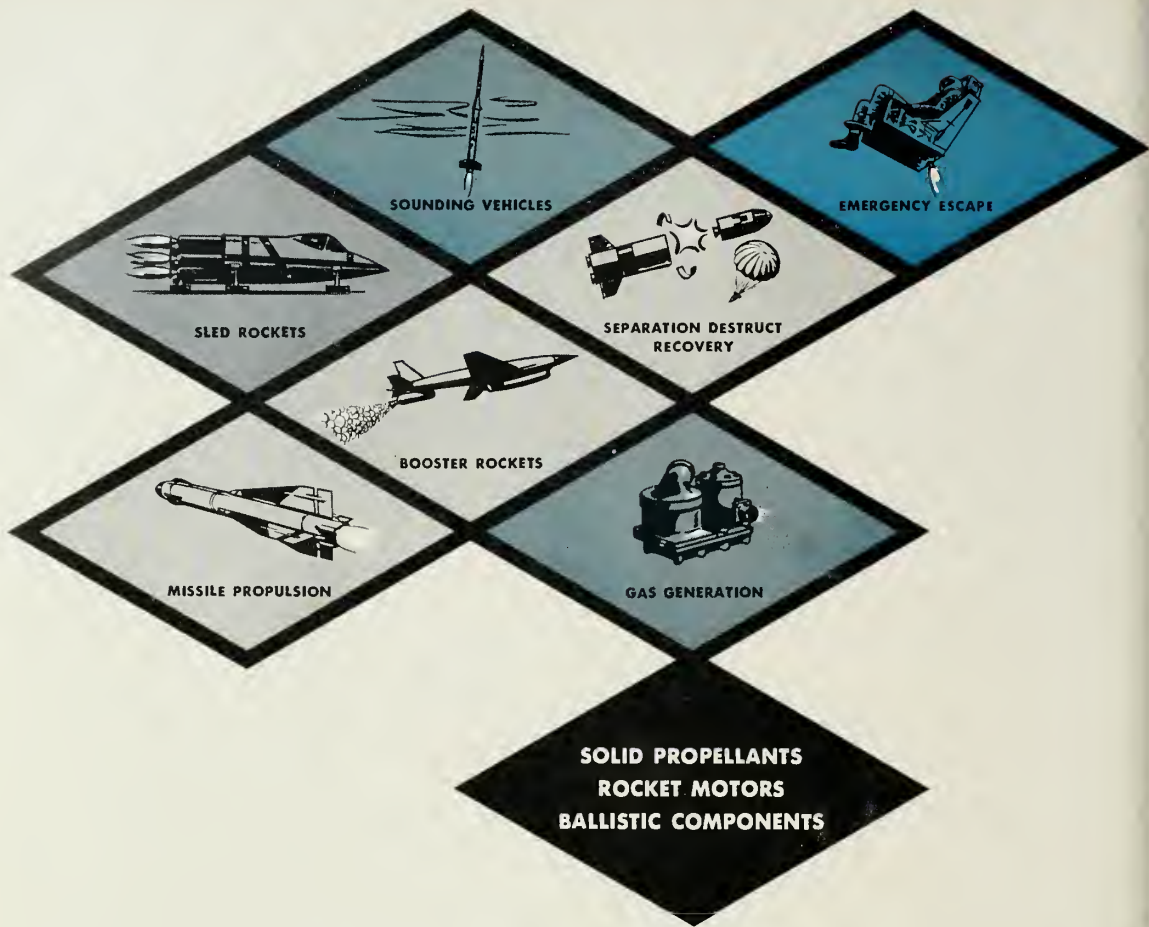 SOUNDING VEHICLES
EMERGENCY ESCAPE
SLED ROCKETS
SEPARATION DESTRUCT
RECOVERY
BOOSTER ROCKETS
MISSILE PROPULSION
GAS GENERATION
SOLID PROPELLANTS
ROCKET MOTORS
BALLISTIC COMPONENTS